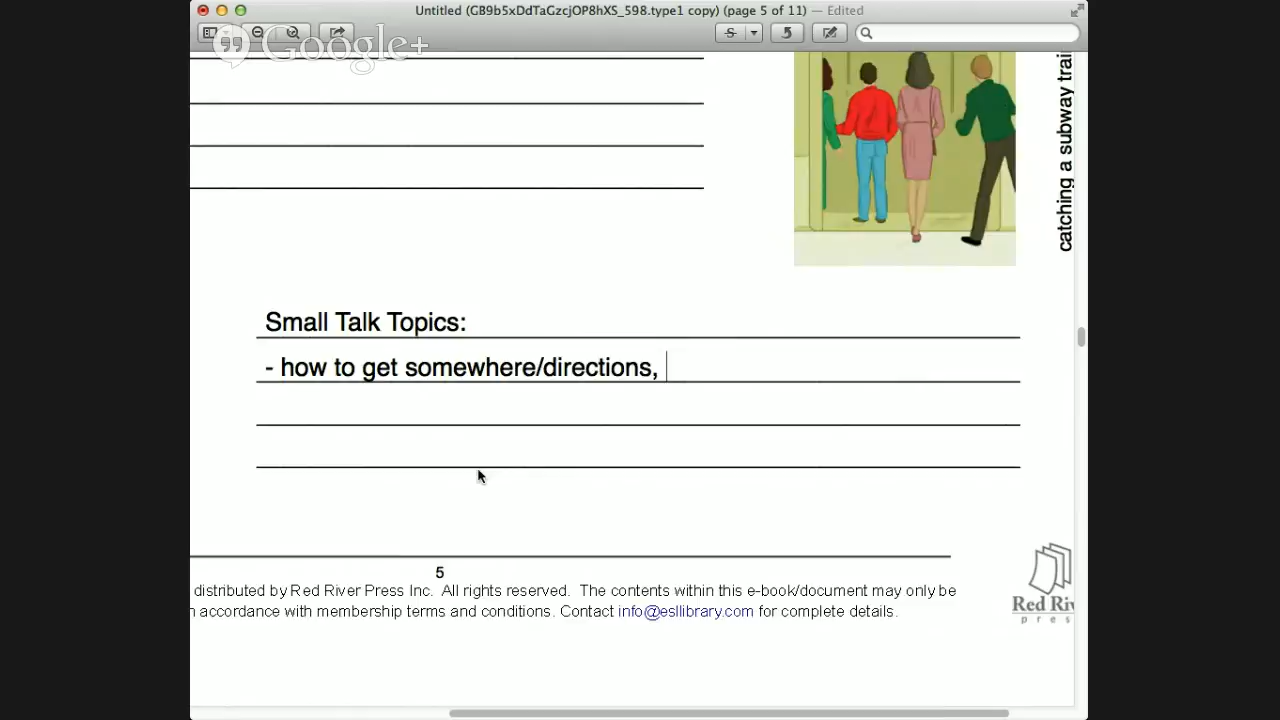 Untitled (GB9b5xDdTaGzcjOP8hXS_598.type1 copy) (page 5 of 11) — Edited
Google+
catching a subway trai
Small Talk Topics:
- how to get somewhere/directions,
5
distributed by Red River Press Inc. All rights reserved. The contents within this e-book/document may only be
n accordance with membership terms and conditions. Contact info@esllibrary.com for complete details.
Red Riv
pres